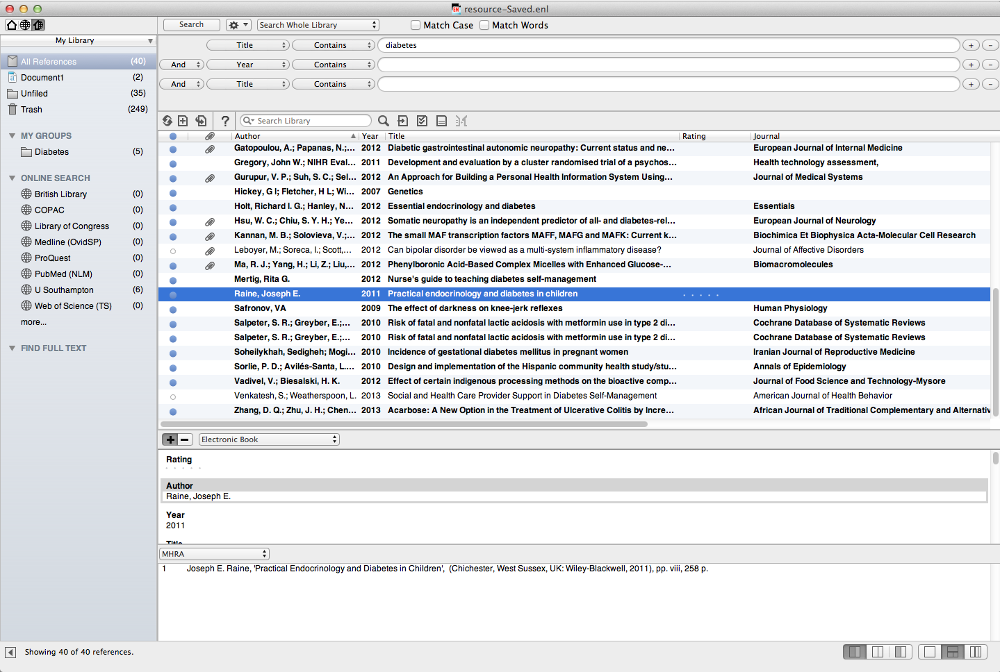 resource-Saved.enl
Search Search Whole Library Match Case Match Words
My Library
Title Contains diabetes + -
And Year Contains + -
And Title Contains + -
All References (40)
Document1 (2)
Unfiled (35)
Trash (249)
MY GROUPS
Diabetes (5)
ONLINE SEARCH
British Library (0)
COPAC (0)
Library of Congress (0)
Medline (OvidSP) (0)
ProQuest (0)
PubMed (NLM) (0)
U Southampton (6)
Web of Science (TS) (0)
more...
FIND FULL TEXT
? Search Library
Author Year Title Rating Journal
Gatopoulou, A.; Papanas, N.;... 2012 Diabetic gastrointestinal autonomic neuropathy: Current status and ne... European Journal of Internal Medicine
Gregory, John W.; NIHR Eval... 2011 Development and evaluation by a cluster randomised trial of a psychos... Health technology assessment,
Gurupur, V. P.; Suh, S. C.; Sel... 2012 An Approach for Building a Personal Health Information System Using... Journal of Medical Systems
Hickey, G I; Fletcher, H L; Wi... 2007 Genetics
Holt, Richard I. G.; Hanley, N... 2012 Essential endocrinology and diabetes Essentials
Hsu, W. C.; Chiu, S. Y. H.; Ye... 2012 Somatic neuropathy is an independent predictor of all- and diabetes-rel... European Journal of Neurology
Kannan, M. B.; Solovieva, V.;... 2012 The small MAF transcription factors MAFF, MAFG and MAFK: Current k... Biochimica Et Biophysica Acta-Molecular Cell Research
Leboyer, M.; Soreca, I.; Scott,... 2012 Can bipolar disorder be viewed as a multi-system inflammatory disease? Journal of Affective Disorders
Ma, R. J.; Yang, H.; Li, Z.; Liu,... 2012 Phenylboronic Acid-Based Complex Micelles with Enhanced Glucose-... Biomacromolecules
Mertig, Rita G. 2012 Nurse's guide to teaching diabetes self-management
Raine, Joseph E. 2011 Practical endocrinology and diabetes in children
Safronov, VA 2009 The effect of darkness on knee-jerk reflexes Human Physiology
Salpeter, S. R.; Greyber, E.;... 2010 Risk of fatal and nonfatal lactic acidosis with metformin use in type 2 di... Cochrane Database of Systematic Reviews
Salpeter, S. R.; Greyber, E.;... 2010 Risk of fatal and nonfatal lactic acidosis with metformin use in type 2 di... Cochrane Database of Systematic Reviews
Soheilykhah, Sedigheh; Mogi... 2010 Incidence of gestational diabetes mellitus in pregnant women Iranian Journal of Reproductive Medicine
Sorlie, P. D.; Avilés-Santa, L.... 2010 Design and implementation of the Hispanic community health study/stu... Annals of Epidemiology
Vadivel, V.; Biesalski, H. K. 2012 Effect of certain indigenous processing methods on the bioactive comp... Journal of Food Science and Technology-Mysore
Venkatesh, S.; Weatherspoon, L. 2013 Social and Health Care Provider Support in Diabetes Self-Management American Journal of Health Behavior
Zhang, D. Q.; Zhu, J. H.; Chen... 2013 Acarbose: A New Option in the Treatment of Ulcerative Colitis by Incre... African Journal of Traditional Complementary and Alternativ
Electronic Book
Rating
Author
Raine, Joseph E.
Year
2011
Title
MHRA
1 Joseph E. Raine, 'Practical Endocrinology and Diabetes in Children', (Chichester, West Sussex, UK: Wiley-Blackwell, 2011), pp. viii, 258 p.
Showing 40 of 40 references.